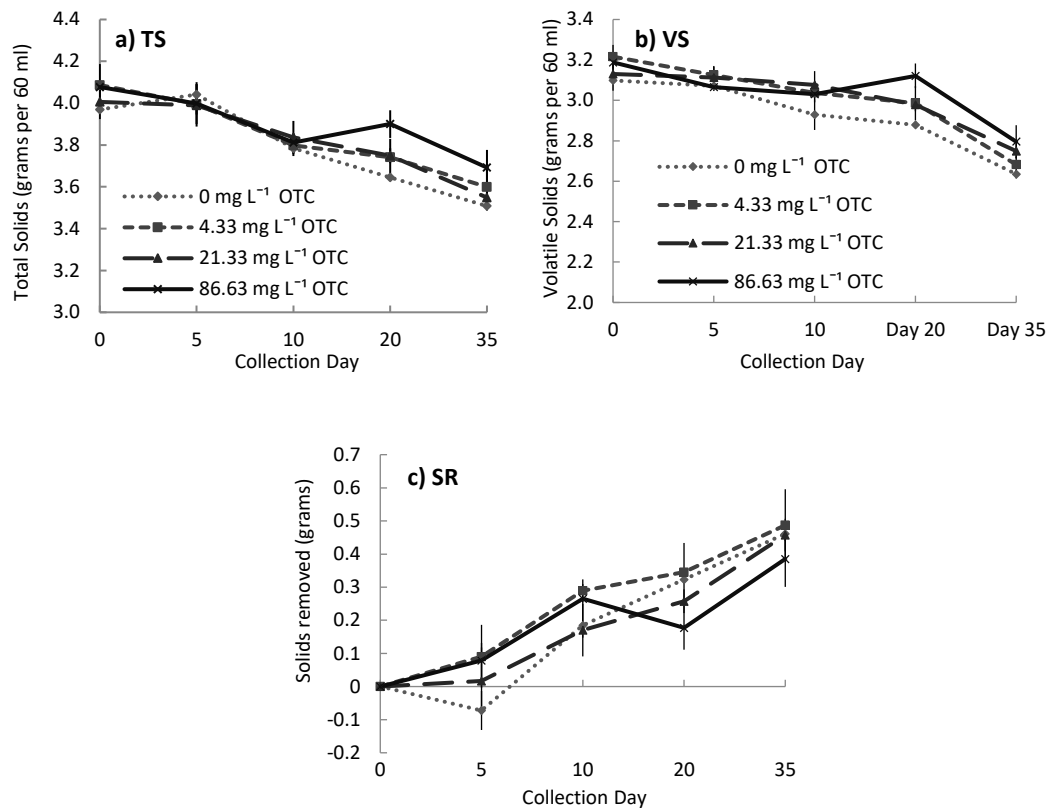 a) TS
Total Solids (grams per 60 ml)
4.4
4.2
4.0
3.8
3.6
3.4
3.2
3.0
0 mg L⁻¹ OTC
4.33 mg L⁻¹ OTC
21.33 mg L⁻¹ OTC
86.63 mg L⁻¹ OTC
0 5 10 20 35
Collection Day
b) VS
Volatile Solids (grams per 60 ml)
3.4
3.2
3.0
2.8
2.6
2.4
2.2
2.0
0 mg L⁻¹ OTC
4.33 mg L⁻¹ OTC
21.33 mg L⁻¹ OTC
86.63 mg L⁻¹ OTC
0 5 10 Day 20 Day 35
Collection Day
c) SR
Solids removed (grams)
0.7
0.6
0.5
0.4
0.3
0.2
0.1
0
-0.1
-0.2
0 5 10 20 35
Collection Day